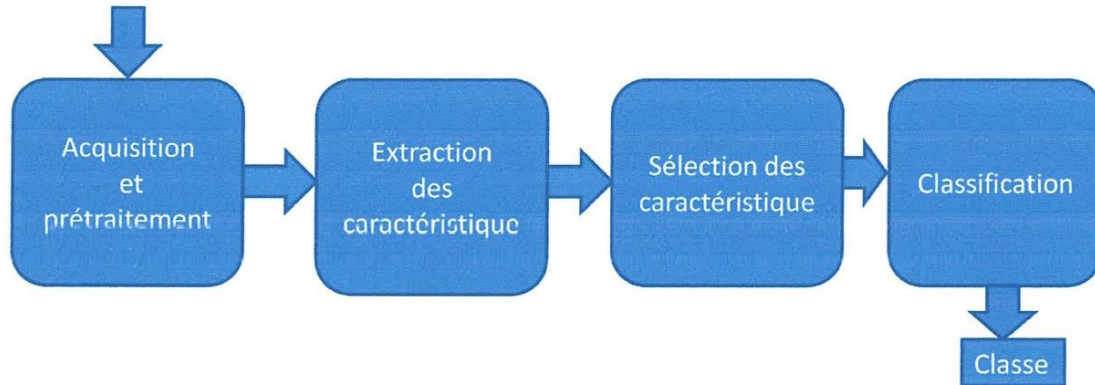 Acquisition
et
prétraitement
Extraction
des
caractéristique
Sélection des
caractéristique
Classification
Classe